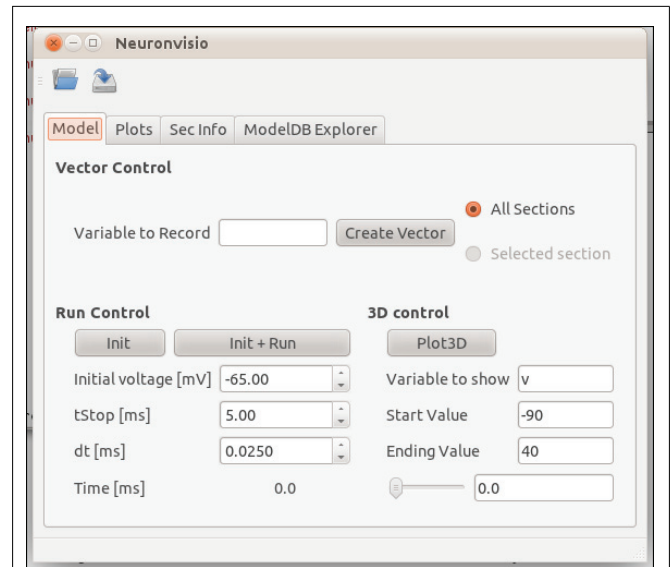 Neuronvisio
Model Plots Sec Info ModelDB Explorer
Vector Control
All Sections
Variable to Record Create Vector
Selected section
Run Control 3D control
Init Init + Run Plot3D
Initial voltage [mV] -65.00 Variable to show v
tStop [ms] 5.00 Start Value -90
dt [ms] 0.0250 Ending Value 40
Time [ms] 0.0 0.0